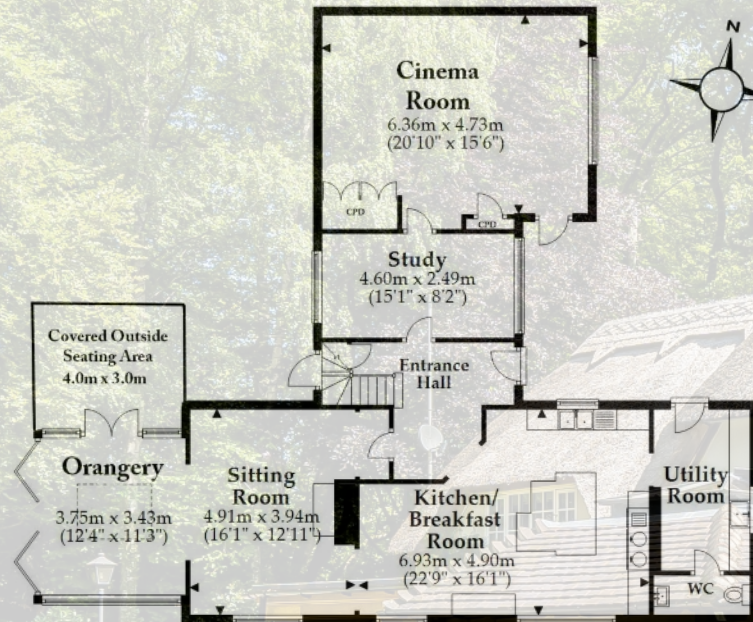 N
Cinema
Room
6.36m x 4.73m
(20'10" x 15'6")
CPD
CPD
Study
4.60m x 2.49m
(15'1" x 8'2")
Covered Outside
Seating Area
4.0m x 3.0m
Entrance
Hall
Orangery
3.75m x 3.43m
(12'4" x 11'3")
Sitting
Room
4.91m x 3.94m
(16'1" x 12'11")
Kitchen/
Breakfast
Room
6.93m x 4.90m
(22'9" x 16'1")
Utility
Room
WC